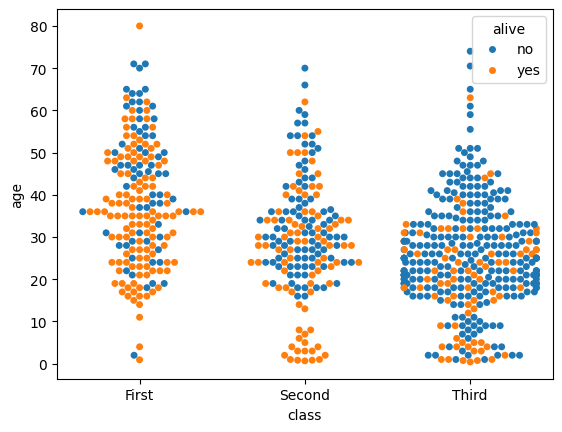 80
70
60
50
40
30
20
10
0
age
First
Second
Third
class
alive
no
yes